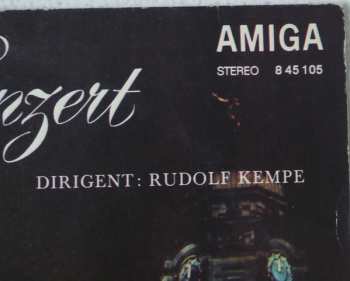 AMIGA
STEREO 8 45 105
nzert
DIRIGENT: RUDOLF KEMPE